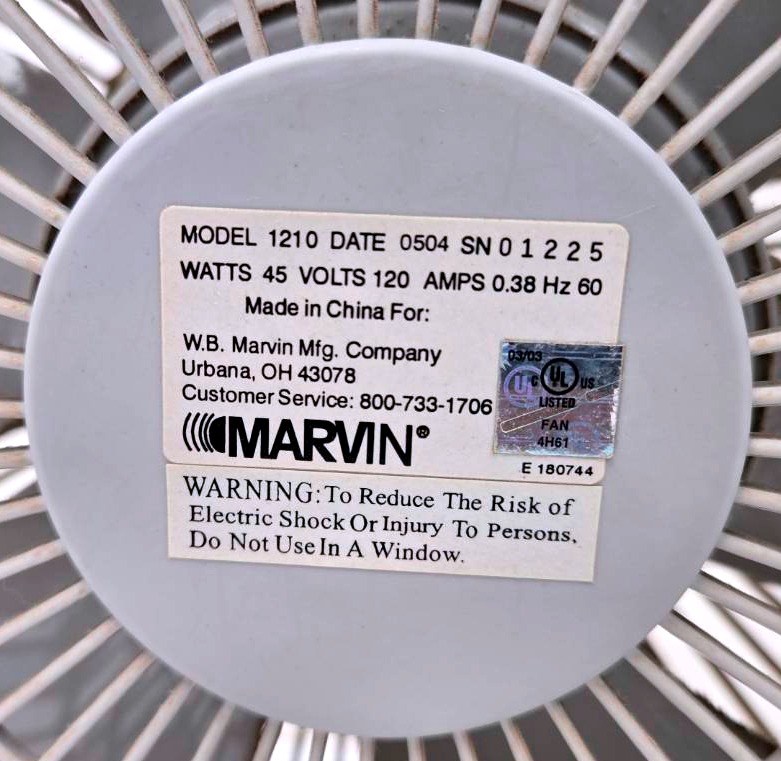 MODEL 1210 DATE 0504 SN 0 1 2 2 5
WATTS 45 VOLTS 120 AMPS 0.38 Hz 60
Made in China For:
W.B. Marvin Mfg. Company
Urbana, OH 43078
Customer Service: 800-733-1706
MARVIN®
03/03
UL
C UL US
LISTED
FAN
4H61
E 180744
WARNING: To Reduce The Risk of
Electric Shock Or Injury To Persons,
Do Not Use In A Window.